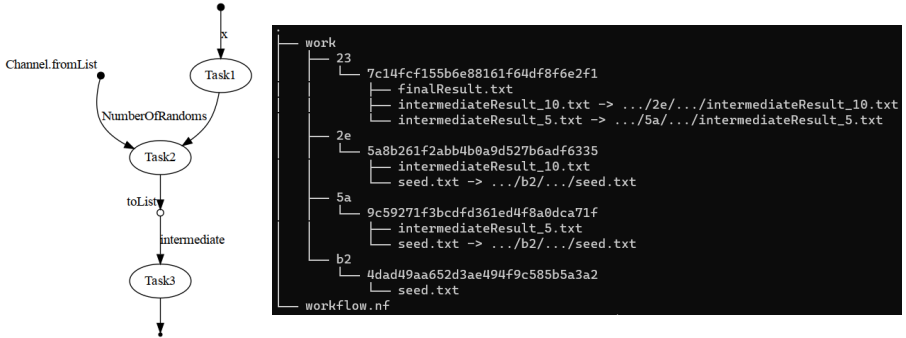 x
Channel.fromList
Task1
NumberOfRandoms
Task2
toList
intermediate
Task3
.
├── work
│   ├── 23
│   │   └── 7c14fcf155b6e88161f64df8f6e2f1
│   │       ├── finalResult.txt
│   │       ├── intermediateResult_10.txt -> .../2e/.../intermediateResult_10.txt
│   │       └── intermediateResult_5.txt -> .../5a/.../intermediateResult_5.txt
│   ├── 2e
│   │   └── 5a8b261f2abb4b0a9d527b6adf6335
│   │       ├── intermediateResult_10.txt
│   │       └── seed.txt -> .../b2/.../seed.txt
│   ├── 5a
│   │   └── 9c59271f3bcdfd361ed4f8a0dca71f
│   │       ├── intermediateResult_5.txt
│   │       └── seed.txt -> .../b2/.../seed.txt
│   └── b2
│       └── 4dad49aa652d3ae494f9c585b5a3a2
│           └── seed.txt
└── workflow.nf